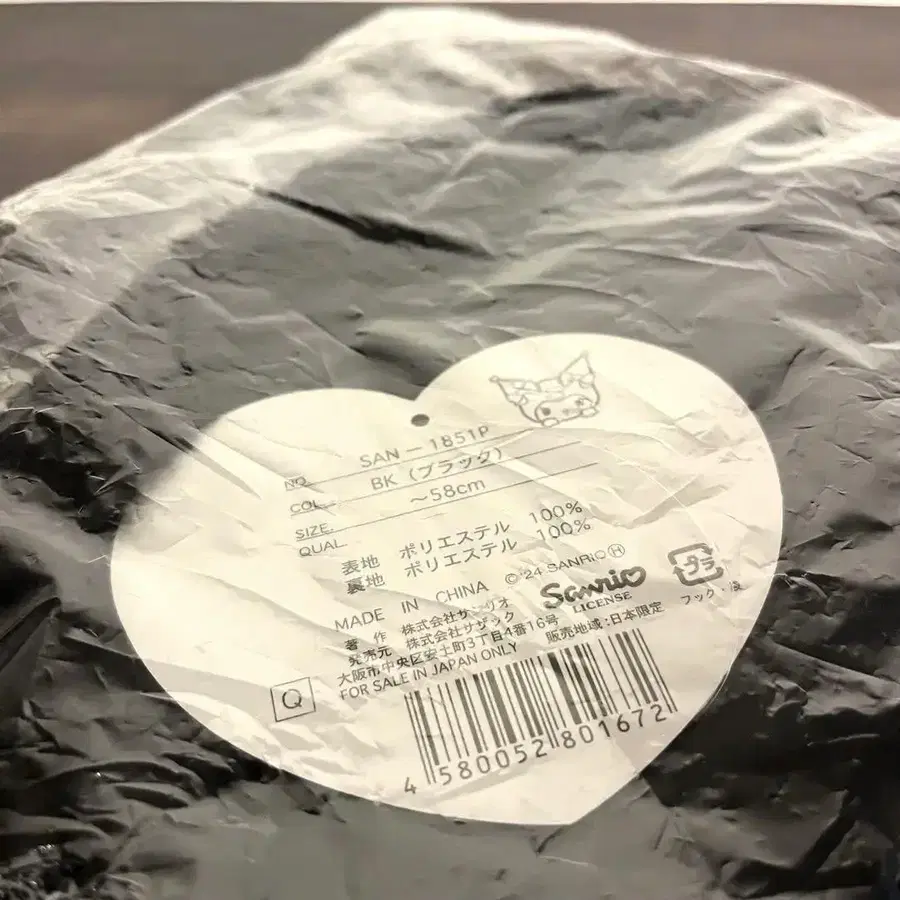 NO. SAN－1851P
COL. BK（ブラック）
SIZE. ～58cm
QUAL.
表地 ポリエステル 100%
裏地 ポリエステル 100%
MADE IN CHINA © '24 SANRIO Ⓗ
Sanrio
LICENSE
プラ
フック・
著 作 株式会社サンリオ
発売元 株式会社サザック
大阪市中央区安土町3丁目4番16号 販売地域：日本限定
FOR SALE IN JAPAN ONLY
Q
4 580052 801672